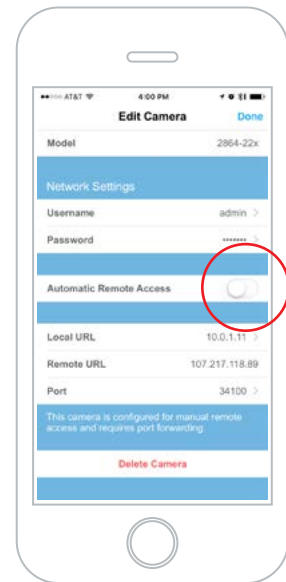 AT&T 4:00 PM
Edit Camera Done
Model 2864-22x
Network Settings
Username admin >
Password ••••••• >
Automatic Remote Access
Local URL 10.0.1.11 >
Remote URL 107.217.118.89
Port 34100 >
This camera is configured for manual remote
access and requires port forwarding
Delete Camera